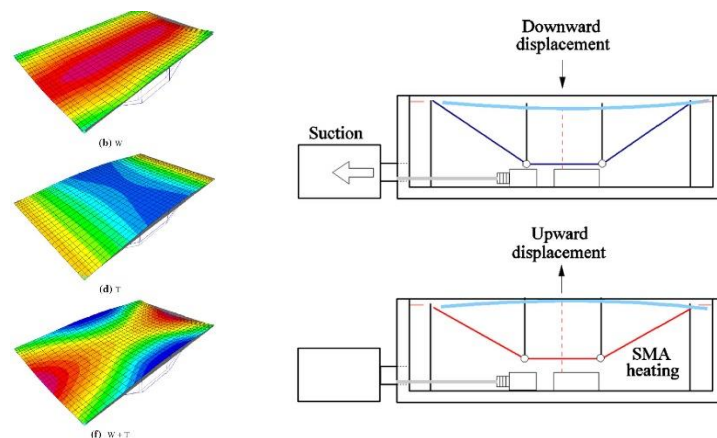 (b) W
(d) T
(f) W + T
Downward
displacement
Suction
Upward
displacement
SMA
heating